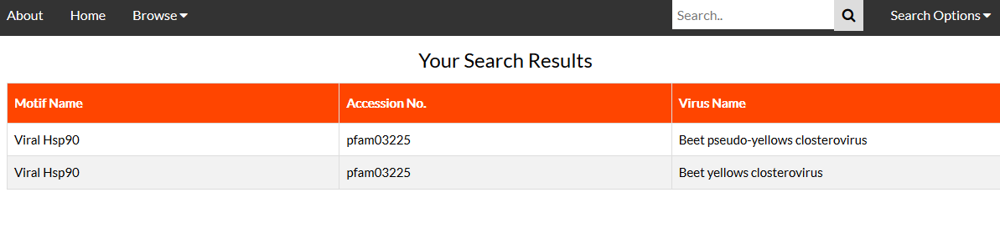 About Home Browse Search.. Search Options
Your Search Results
Motif Name Accession No. Virus Name
Viral Hsp90 pfam03225 Beet pseudo-yellows closterovirus
Viral Hsp90 pfam03225 Beet yellows closterovirus